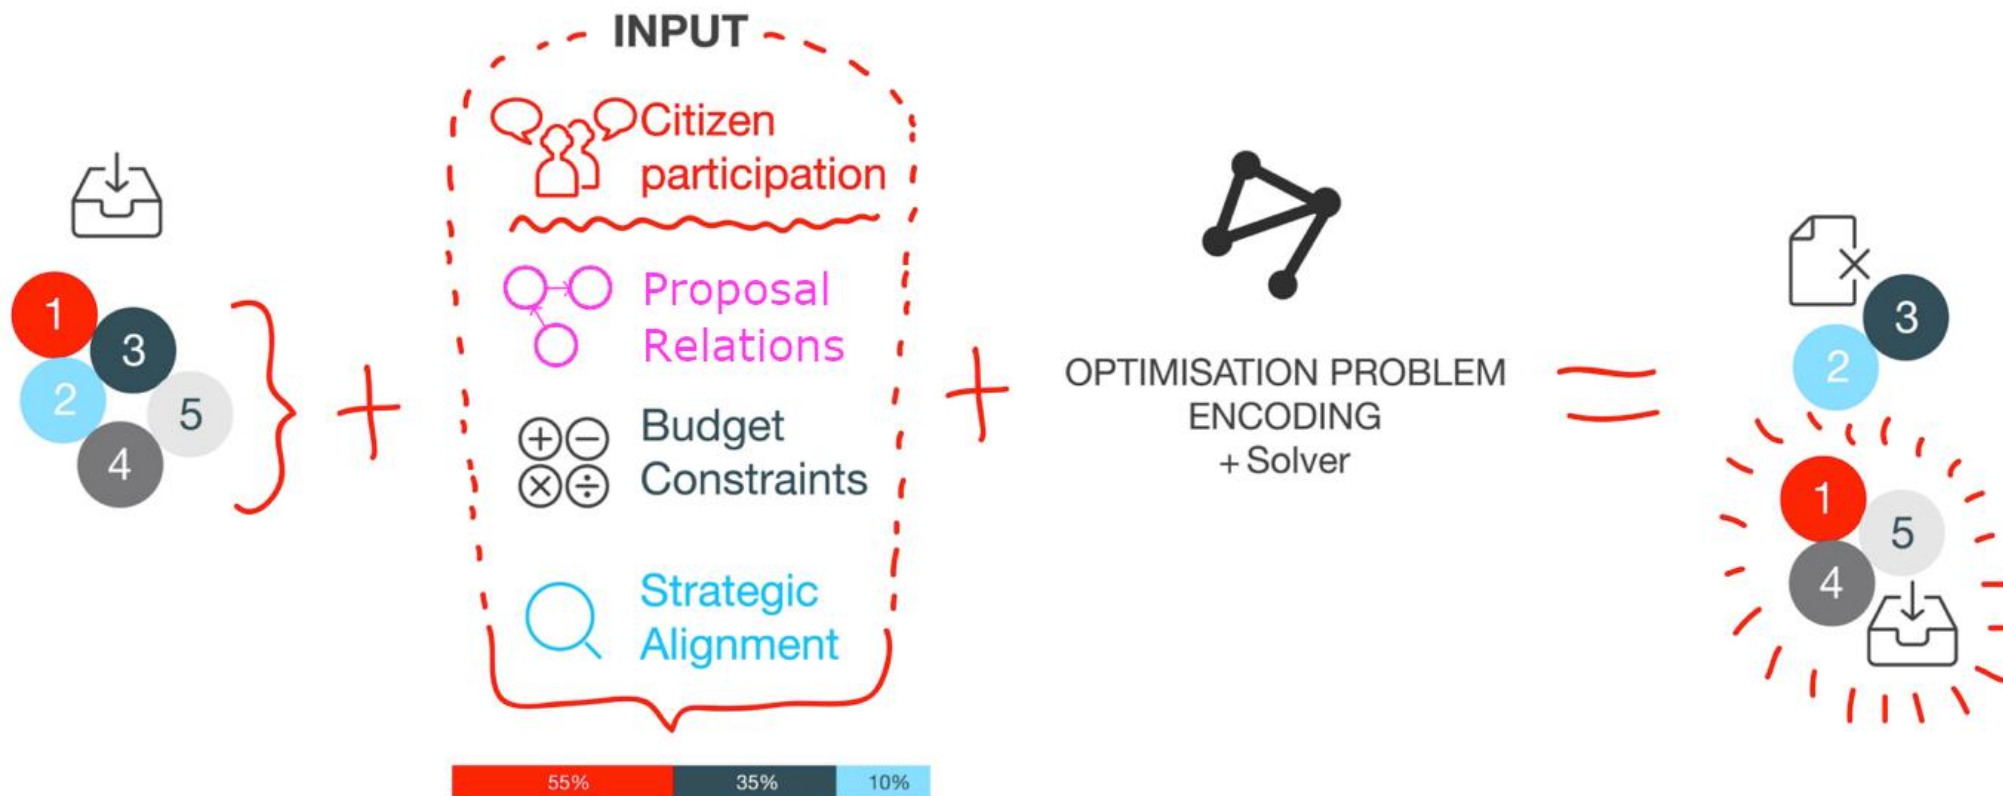 INPUT
Citizen
participation
Proposal
Relations
Budget
Constraints
Strategic
Alignment
55% 35% 10%
1
3
2
5
4
OPTIMISATION PROBLEM
ENCODING
+ Solver
3
2
1
5
4